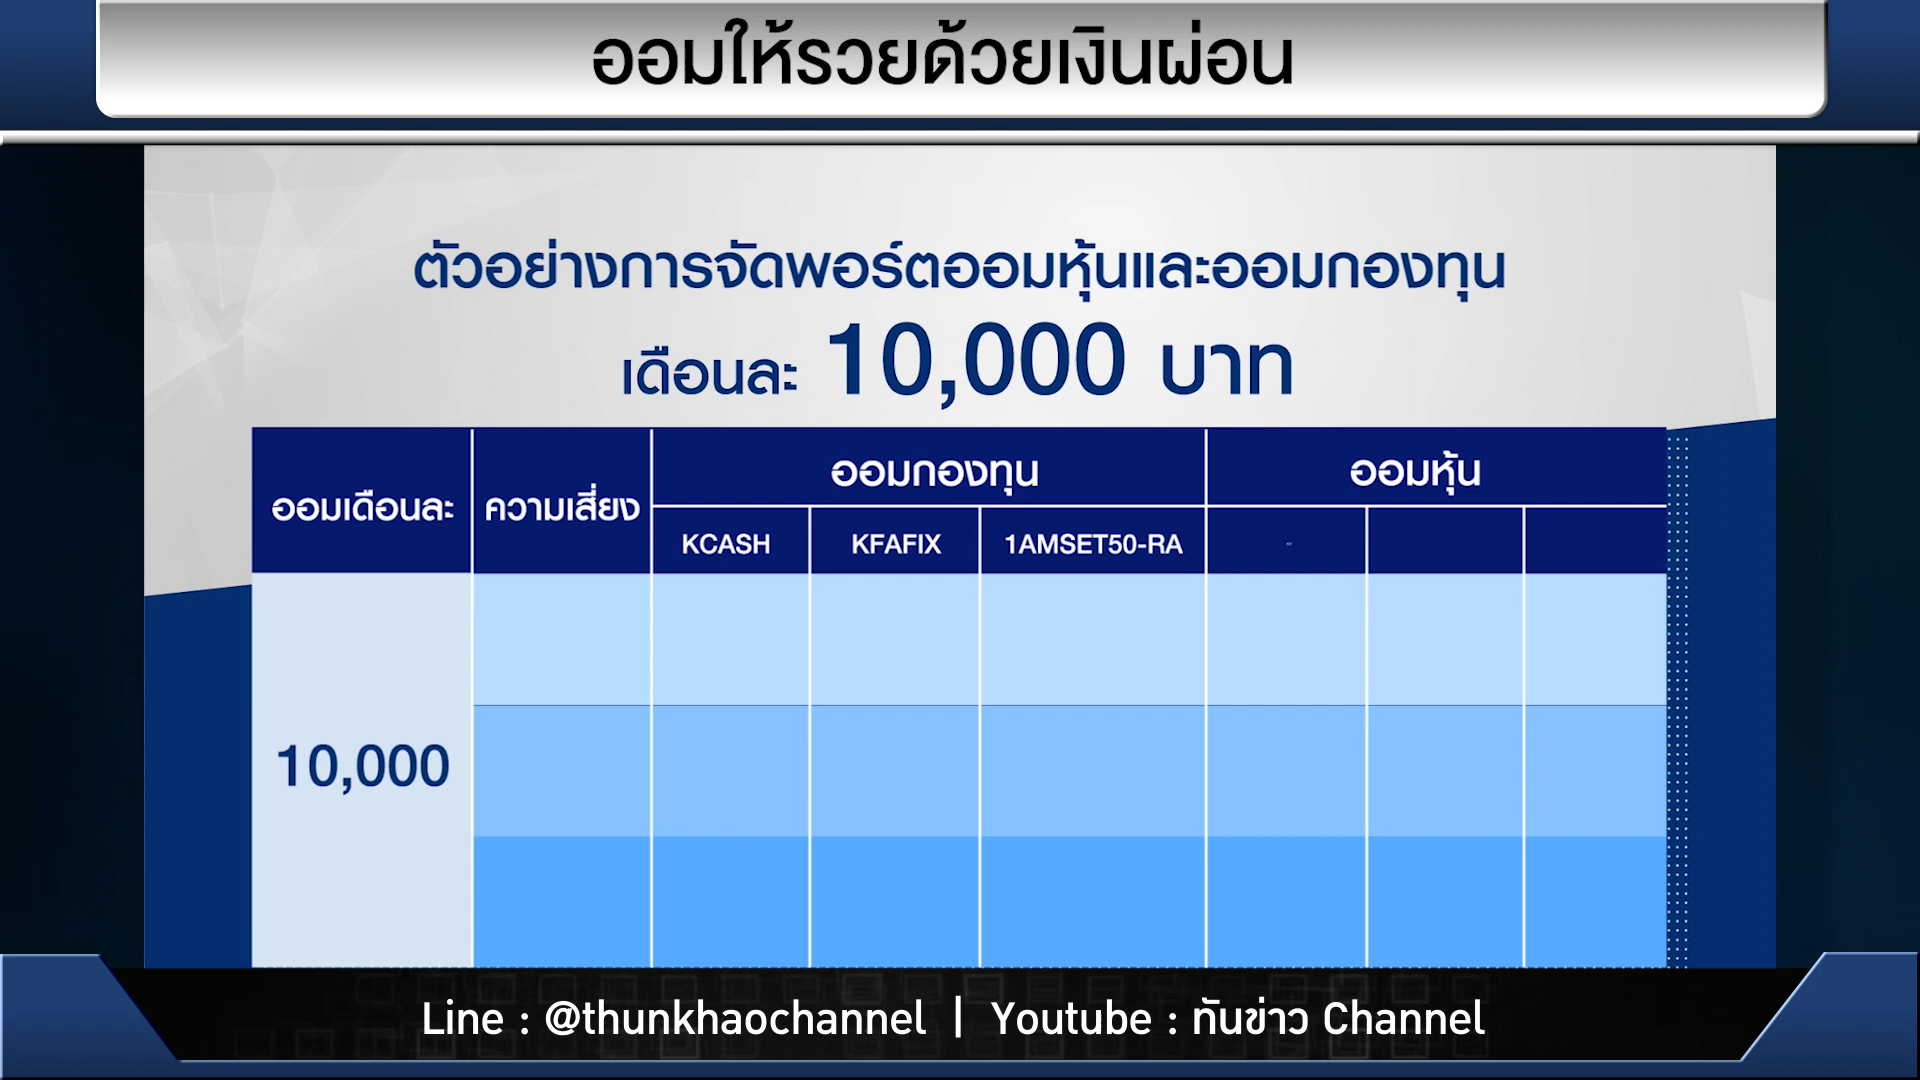 ออมให้รวยด้วยเงินผ่อน
ตัวอย่างการจัดพอร์ตออมหุ้นและออมกองทุน
เดือนละ 10,000 บาท
ออมเดือนละ ความเสี่ยง ออมกองทุน ออมหุ้น
KCASH KFAFIX 1AMSET50-RA
10,000
Line : @thunkhaochannel | Youtube : ทันข่าว Channel